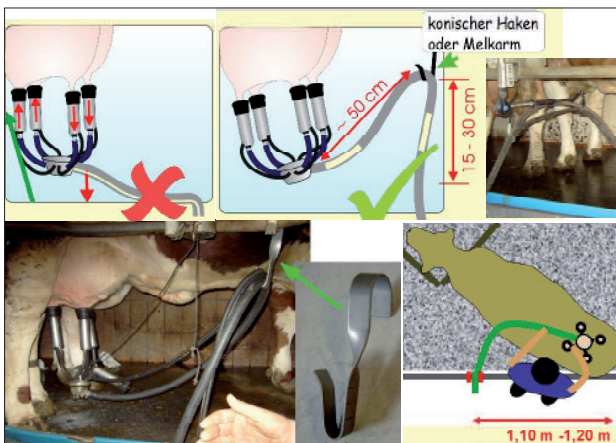 konischer Haken
oder Melkarm
~ 50 cm
15 - 30 cm
1,10 m -1,20 m